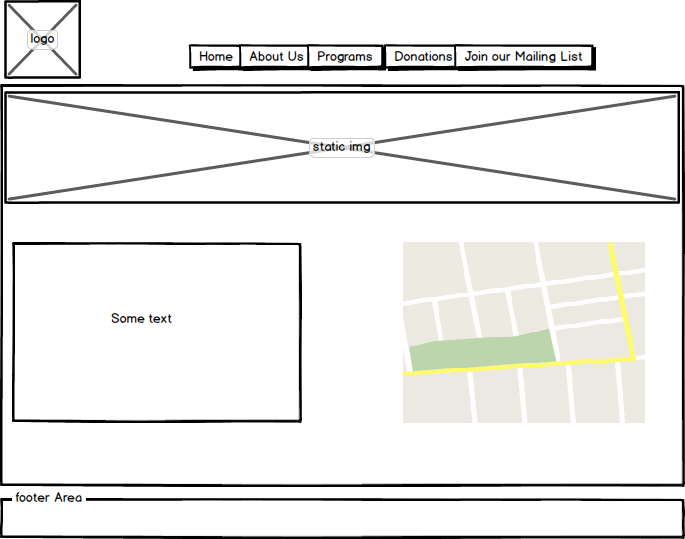 logo
Home About Us Programs Donations Join our Mailing List
static img
Some text
footer Area